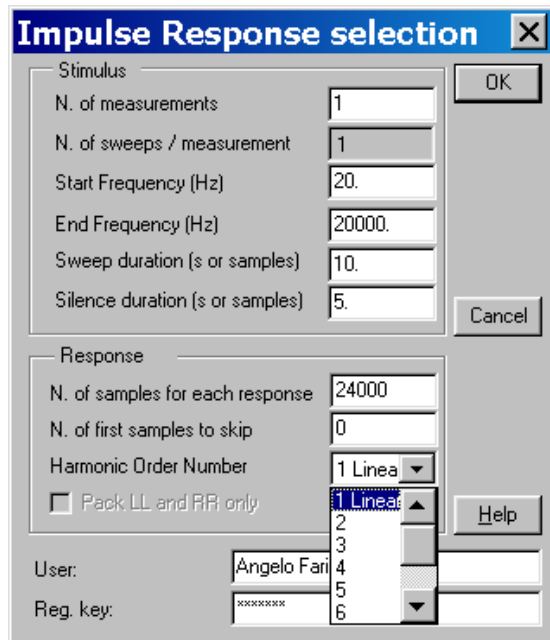 Impulse Response selection
Stimulus
OK
N. of measurements 1
N. of sweeps / measurement 1
Start Frequency (Hz) 20.
End Frequency (Hz) 20000.
Sweep duration (s or samples) 10.
Silence duration (s or samples) 5.
Cancel
Response
N. of samples for each response 24000
N. of first samples to skip 0
Harmonic Order Number 1 Linea
Pack LL and RR only
1 Linea
2
3
4
5
6
Help
User: Angelo Fari
Reg. key: *******